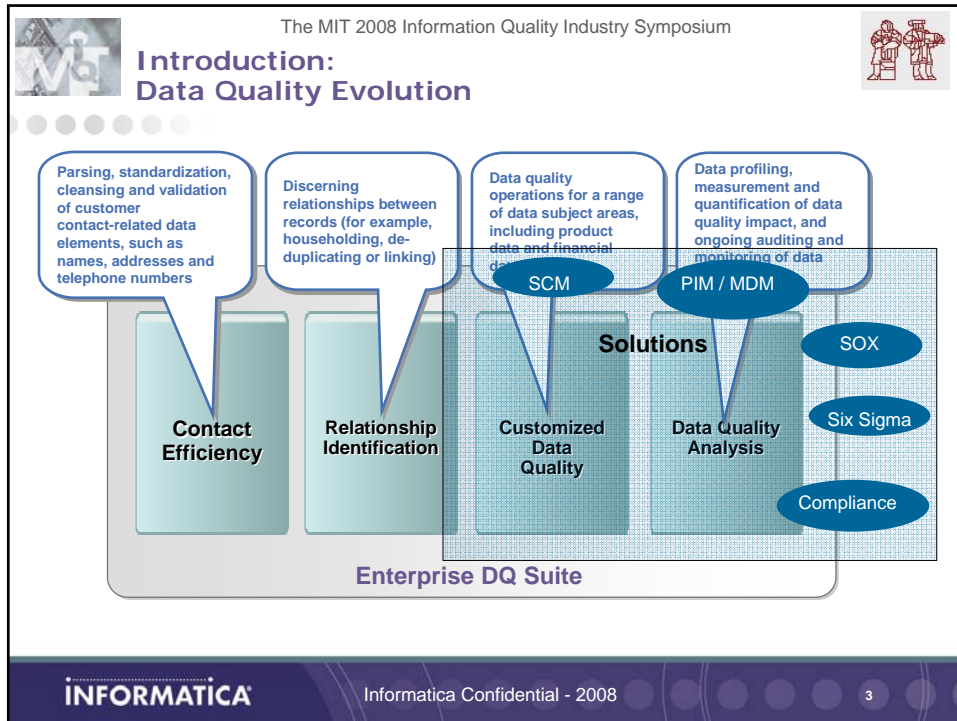 The MIT 2008 Information Quality Industry Symposium
Introduction:
Data Quality Evolution
Parsing, standardization,
cleansing and validation
of customer
contact-related data
elements, such as
names, addresses and
telephone numbers
Discerning
relationships between
records (for example,
householding, de-
duplicating or linking)
Data quality
operations for a range
of data subject areas,
including product
data and financial
Data profiling,
measurement and
quantification of data
quality impact, and
ongoing auditing and
monitoring of data
SCM
PIM / MDM
Solutions
SOX
Six Sigma
Compliance
Contact
Efficiency
Relationship
Identification
Customized
Data
Quality
Data Quality
Analysis
Enterprise DQ Suite
INFORMATICA
Informatica Confidential - 2008
3